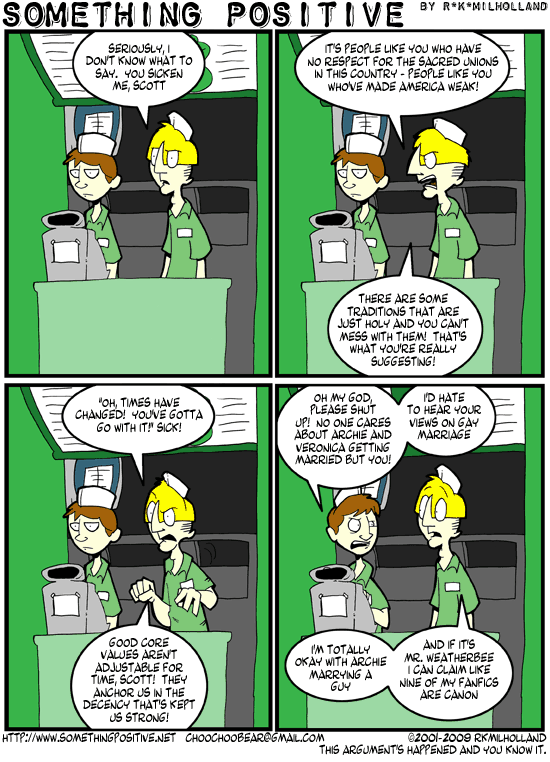 SOMETHING POSITIVE BY R*K*MILHOLLAND
SERIOUSLY, I
DON'T KNOW WHAT TO
SAY. YOU SICKEN
ME, SCOTT
IT'S PEOPLE LIKE YOU WHO HAVE
NO RESPECT FOR THE SACRED UNIONS
IN THIS COUNTRY - PEOPLE LIKE YOU
WHO'VE MADE AMERICA WEAK!
THERE ARE SOME
TRADITIONS THAT ARE
JUST HOLY AND YOU CAN'T
MESS WITH THEM! THAT'S
WHAT YOU'RE REALLY
SUGGESTING!
"OH, TIMES HAVE
CHANGED! YOU'VE GOTTA
GO WITH IT!" SICK!
GOOD CORE
VALUES AREN'T
ADJUSTABLE FOR
TIME, SCOTT! THEY
ANCHOR US IN THE
DECENCY THAT'S KEPT
US STRONG!
OH MY GOD,
PLEASE SHUT
UP! NO ONE CARES
ABOUT ARCHIE AND
VERONICA GETTING
MARRIED BUT YOU!
I'D HATE
TO HEAR YOUR
VIEWS ON GAY
MARRIAGE
I'M TOTALLY
OKAY WITH ARCHIE
MARRYING A
GUY
AND IF IT'S
MR. WEATHERBEE
I CAN CLAIM LIKE
NINE OF MY FANFICS
ARE CANON
HTTP://WWW.SOMETHINGPOSITIVE.NET CHOOCHOOBEAR@GMAIL.COM ©2001-2009 RKMILHOLLAND
THIS ARGUMENT'S HAPPENED AND YOU KNOW IT.